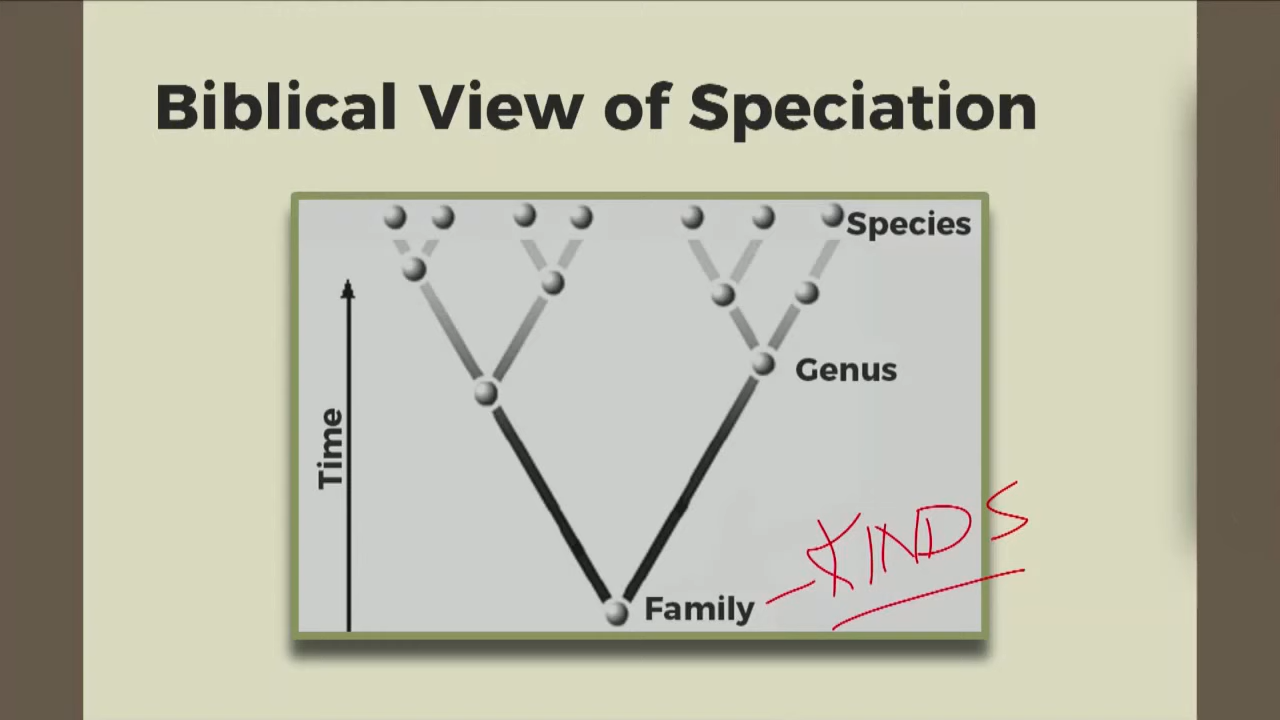 Biblical View of Speciation
Species
Genus
Time
KINDS
Family